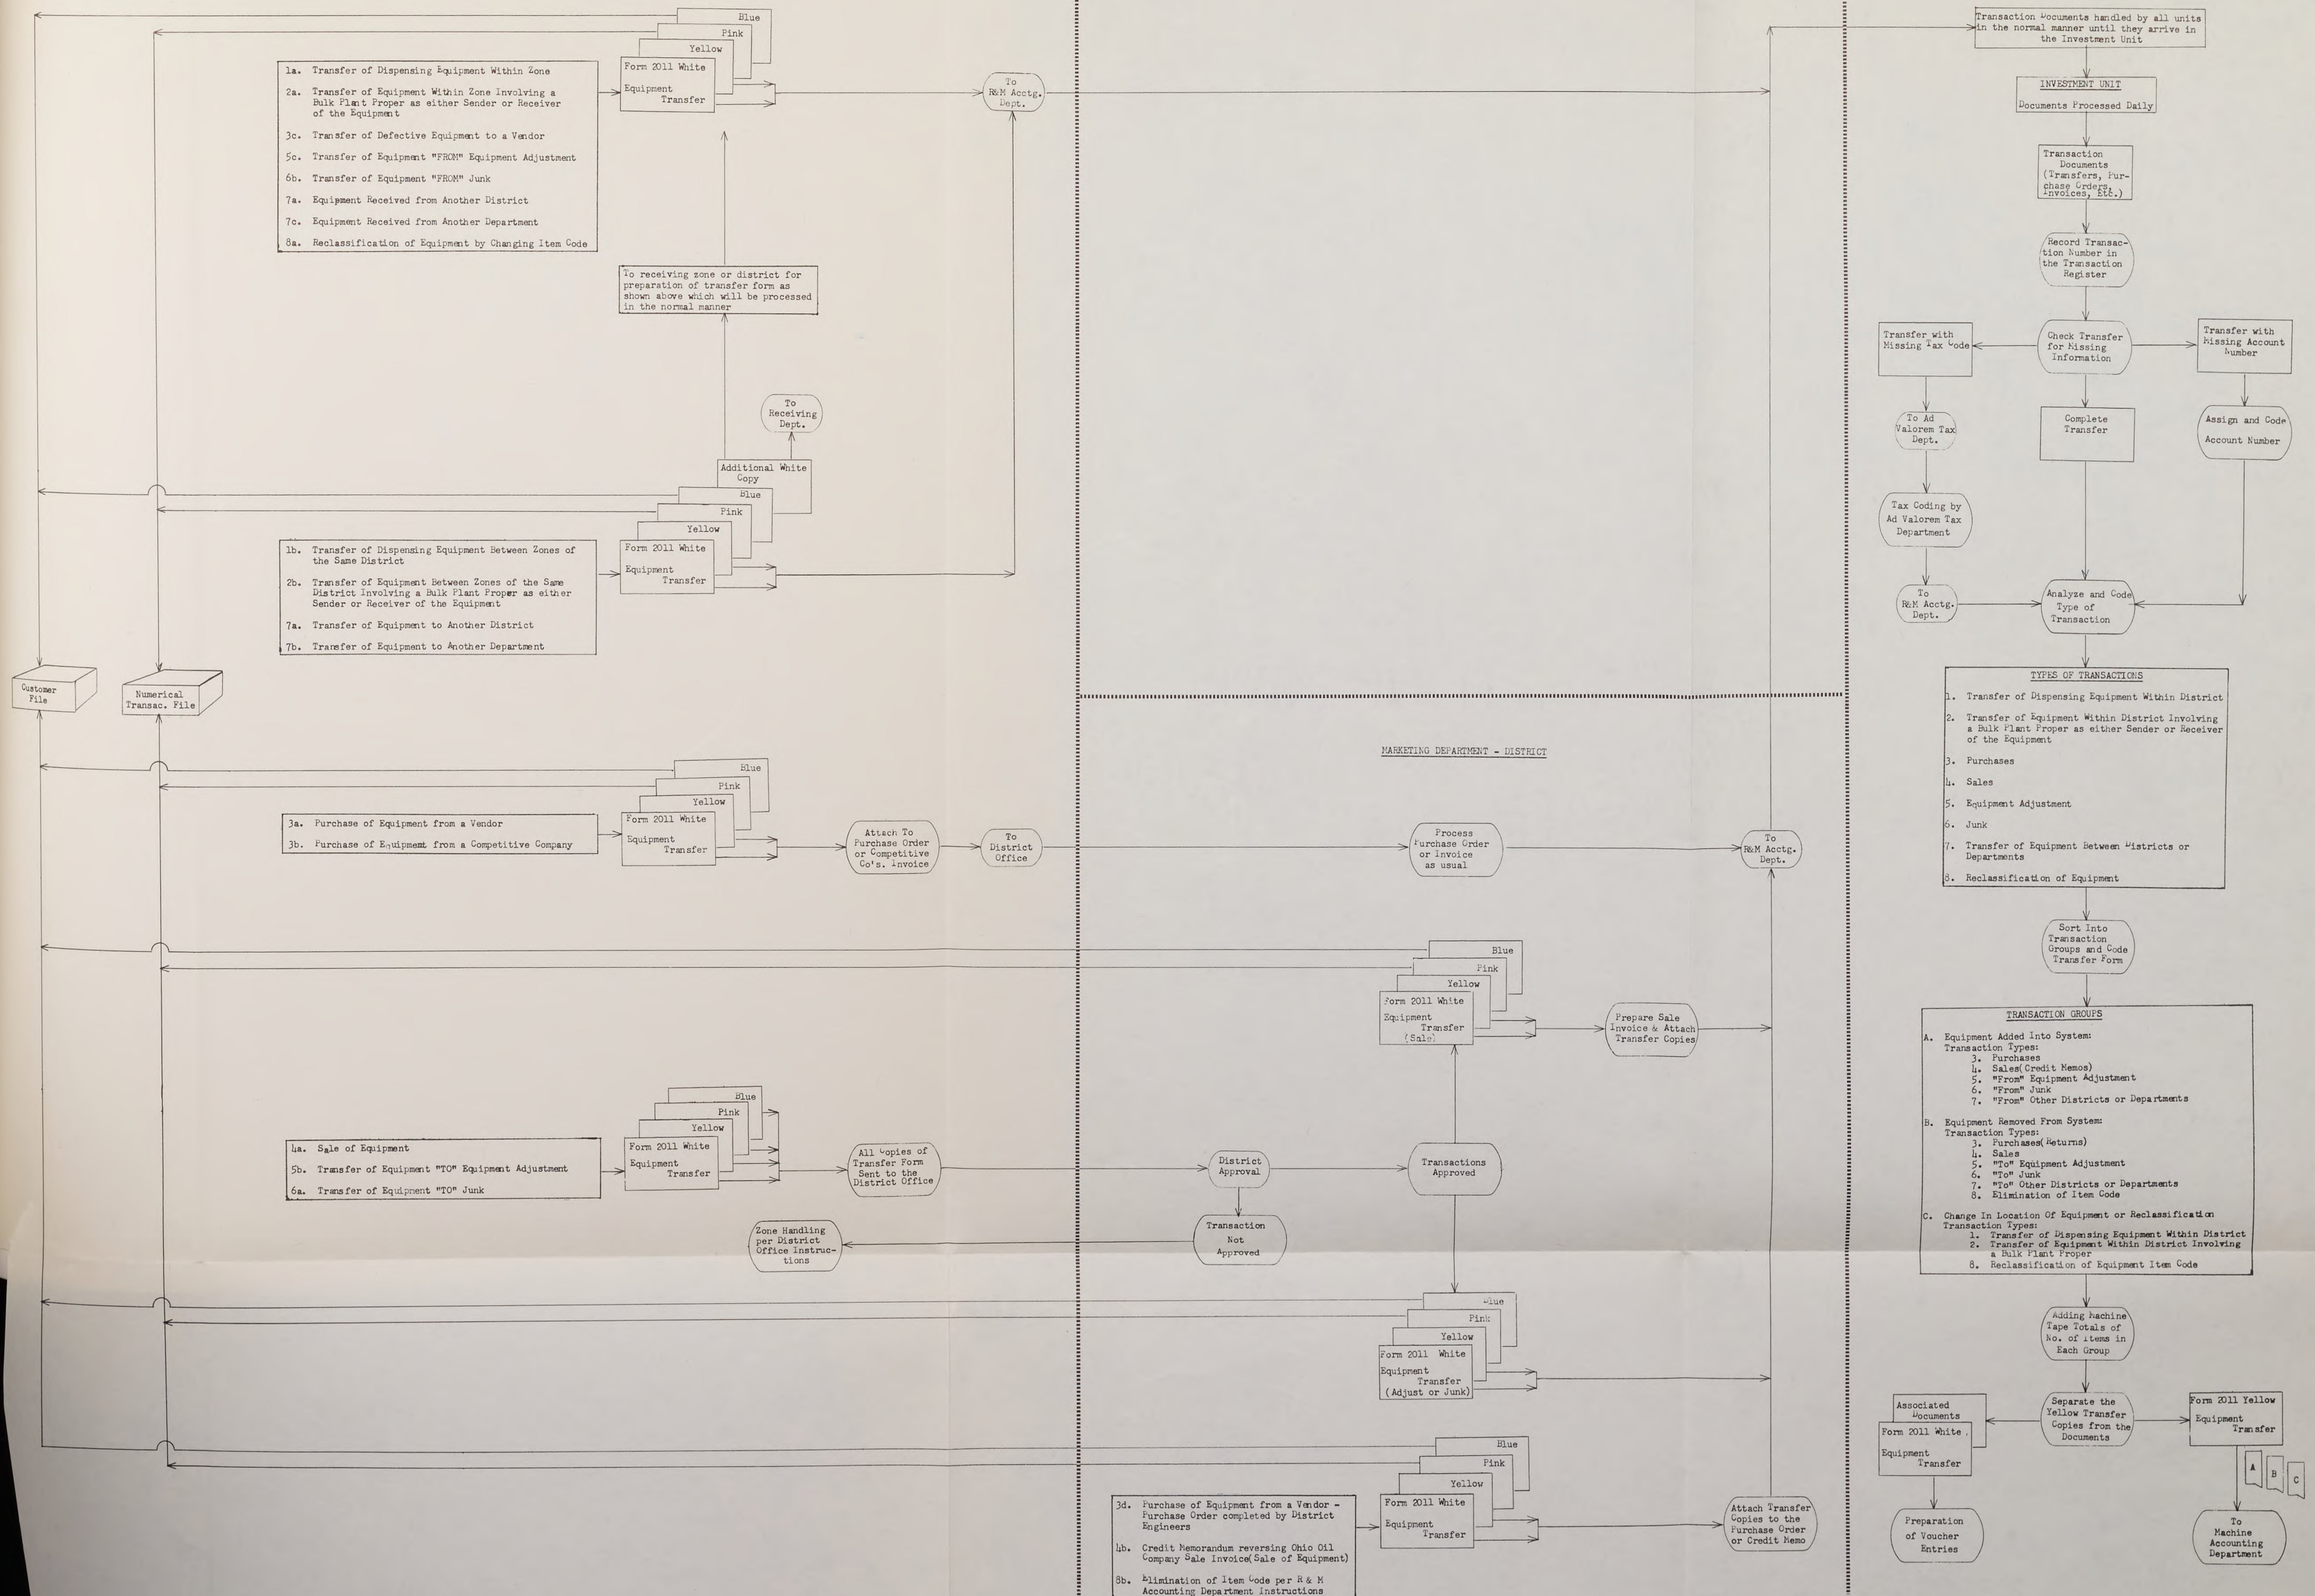 Blue
Pink
Yellow
Form 2011 White
Equipment
Transfer
1a. Transfer of Dispensing Equipment Within Zone
2a. Transfer of Equipment Within Zone Involving a
Bulk Plant Proper as either Sender or Receiver
of the Equipment
3c. Transfer of Defective Equipment to a Vendor
5c. Transfer of Equipment "FROM" Equipment Adjustment
6b. Transfer of Equipment "FROM" Junk
7a. Equipment Received from Another District
7c. Equipment Received from Another Department
8a. Reclassification of Equipment by Changing Item Code
To
R&M Acctg.
Dept.
To receiving zone or district for
preparation of transfer form as
shown above which will be processed
in the normal manner
To
Receiving
Dept.
Additional White
Copy
Blue
Pink
Yellow
Form 2011 White
Equipment
Transfer
1b. Transfer of Dispensing Equipment Between Zones of
the Same District
2b. Transfer of Equipment Between Zones of the Same
District Involving a Bulk Plant Proper as either
Sender or Receiver of the Equipment
7a. Transfer of Equipment to Another District
7b. Transfer of Equipment to Another Department
Customer
File
Numerical
Transac. File
Blue
Pink
Yellow
Form 2011 White
Equipment
Transfer
3a. Purchase of Equipment from a Vendor
3b. Purchase of Equipment from a Competitive Company
Attach To
Purchase Order
or Competitive
Co's. Invoice
To
District
Office
MARKETING DEPARTMENT - DISTRICT
Process
Purchase Order
or Invoice
as usual
To
R&M Acctg.
Dept.
Blue
Pink
Yellow
Form 2011 White
Equipment
Transfer
(Sale)
Prepare Sale
Invoice & Attach
Transfer Copies
Blue
Pink
Yellow
Form 2011 White
Equipment
Transfer
4a. Sale of Equipment
5b. Transfer of Equipment "TO" Equipment Adjustment
6a. Transfer of Equipment "TO" Junk
All Copies of
Transfer Form
Sent to the
District Office
District
Approval
Transactions
Approved
Transaction
Not
Approved
Zone Handling
per District
Office Instruc-
tions
Blue
Pink
Yellow
Form 2011 White
Equipment
Transfer
(Adjust or Junk)
Blue
Pink
Yellow
Form 2011 White
Equipment
Transfer
3d. Purchase of Equipment from a Vendor -
Purchase Order completed by District
Engineers
4b. Credit Memorandum reversing Ohio Oil
Company Sale Invoice(Sale of Equipment)
8b. Elimination of Item Code per R & M
Accounting Department Instructions
Attach Transfer
Copies to the
Purchase Order
or Credit Memo
Transaction Documents handled by all units
in the normal manner until they arrive in
the Investment Unit
INVESTMENT UNIT
Documents Processed Daily
Transaction
Documents
(Transfers, Pur-
chase Orders,
Invoices, Etc.)
Record Transac-
tion Number in
the Transaction
Register
Transfer with
Missing Tax Code
Check Transfer
for Missing
Information
Transfer with
Missing Account
Number
To Ad
Valorem Tax
Dept.
Complete
Transfer
Assign and Code
Account Number
Tax Coding by
Ad Valorem Tax
Department
To
R&M Acctg.
Dept.
Analyze and Code
Type of
Transaction
TYPES OF TRANSACTIONS
1. Transfer of Dispensing Equipment Within District
2. Transfer of Equipment Within District Involving
a Bulk Plant Proper as either Sender or Receiver
of the Equipment
3. Purchases
4. Sales
5. Equipment Adjustment
6. Junk
7. Transfer of Equipment Between Districts or
Departments
8. Reclassification of Equipment
Sort Into
Transaction
Groups and Code
Transfer Form
TRANSACTION GROUPS
A. Equipment Added Into System:
Transaction Types:
3. Purchases
4. Sales(Credit Memos)
5. "From" Equipment Adjustment
6. "From" Junk
7. "From" Other Districts or Departments
B. Equipment Removed From System:
Transaction Types:
3. Purchases(Returns)
4. Sales
5. "To" Equipment Adjustment
6. "To" Junk
7. "To" Other Districts or Departments
8. Elimination of Item Code
C. Change In Location Of Equipment or Reclassification
Transaction Types:
1. Transfer of Dispensing Equipment Within District
2. Transfer of Equipment Within District Involving
a Bulk Plant Proper
8. Reclassification of Equipment Item Code
Adding Machine
Tape Totals of
No. of Items in
Each Group
Associated
Documents
Form 2011 White
Equipment
Transfer
Separate the
Yellow Transfer
Copies from the
Documents
Form 2011 Yellow
Equipment
Transfer
A
B
C
Preparation
of Voucher
Entries
To
Machine
Accounting
Department